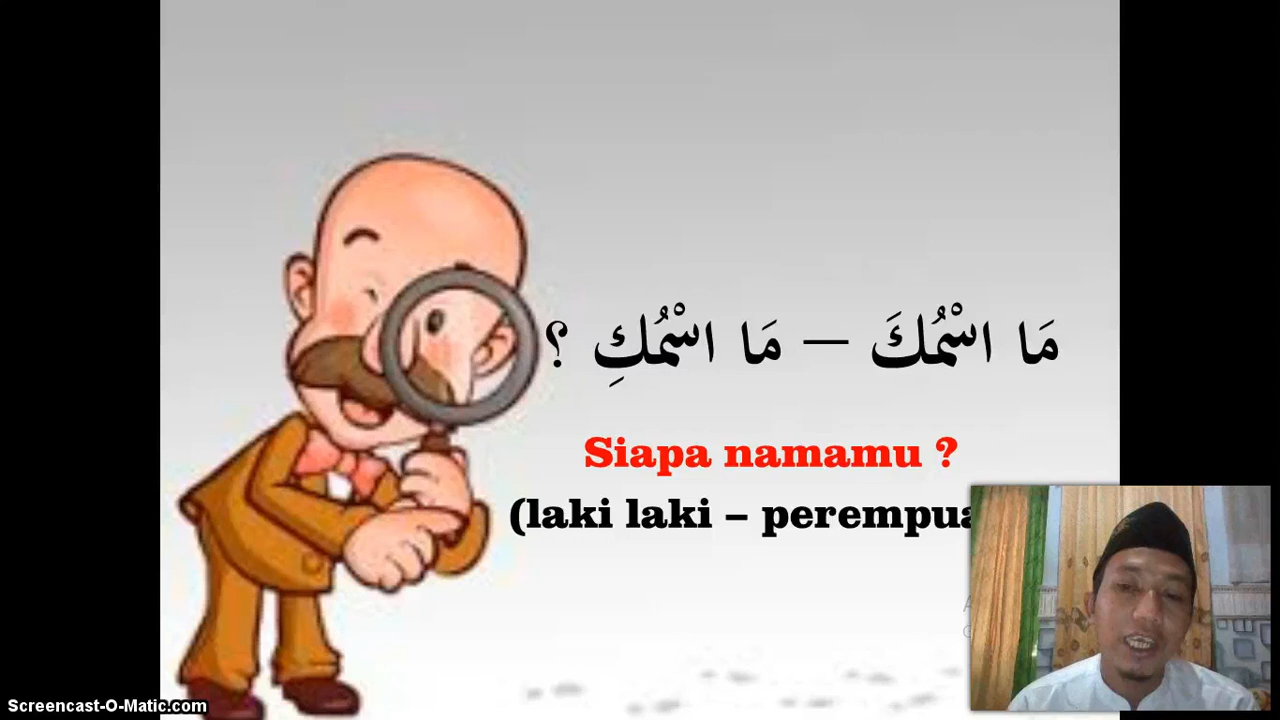 مَا اسْمُكَ — مَا اسْمُكِ ؟
Siapa namamu ?
(laki laki – perempua
Screencast-O-Matic.com